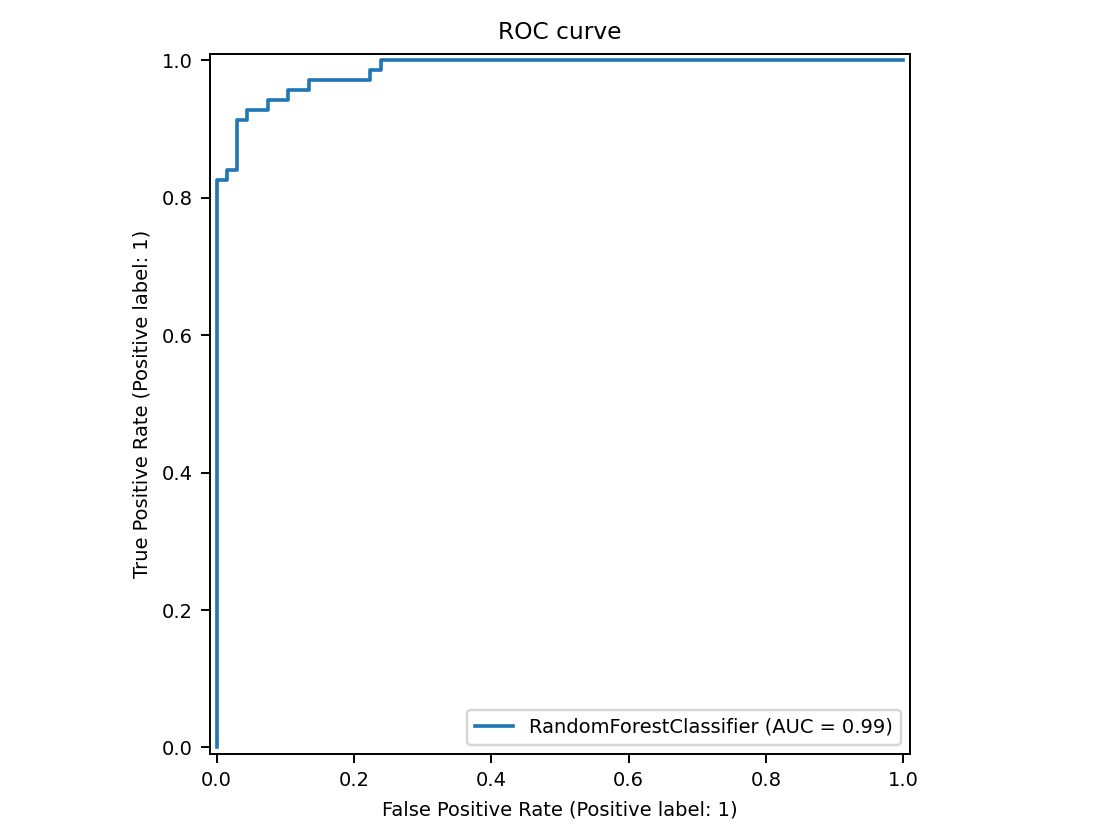 ROC curve
1.0
0.8
0.6
0.4
0.2
0.0
True Positive Rate (Positive label: 1)
RandomForestClassifier (AUC = 0.99)
0.0 0.2 0.4 0.6 0.8 1.0
False Positive Rate (Positive label: 1)